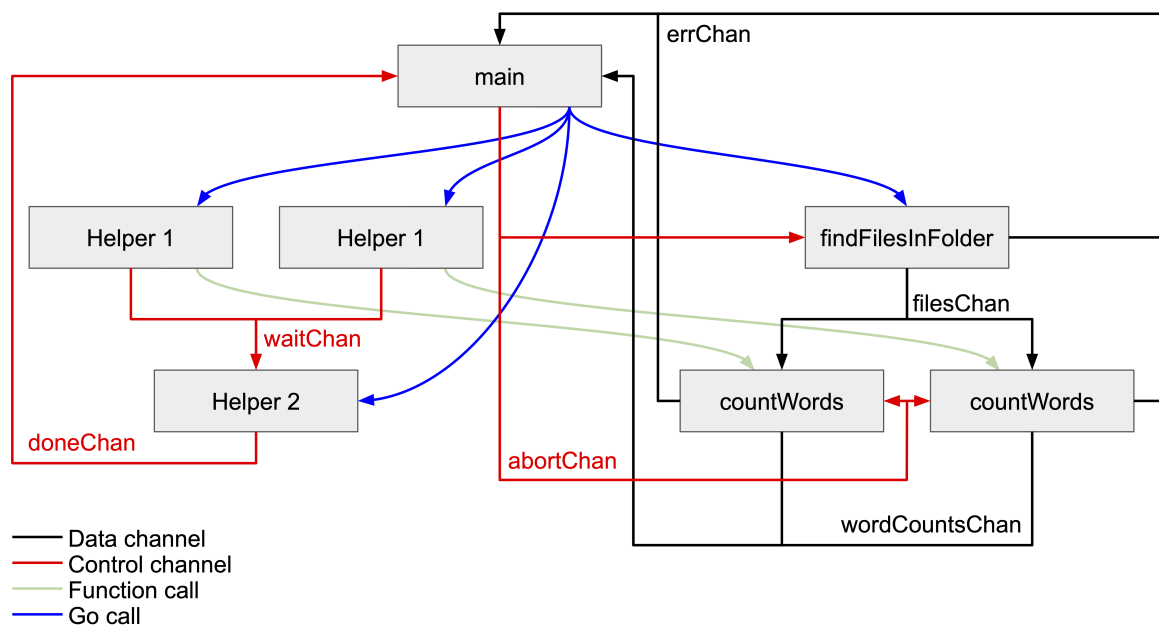 errChan
main
Helper 1
Helper 1
findFilesInFolder
filesChan
waitChan
Helper 2
countWords
countWords
doneChan
abortChan
wordCountsChan
Data channel
Control channel
Function call
Go call